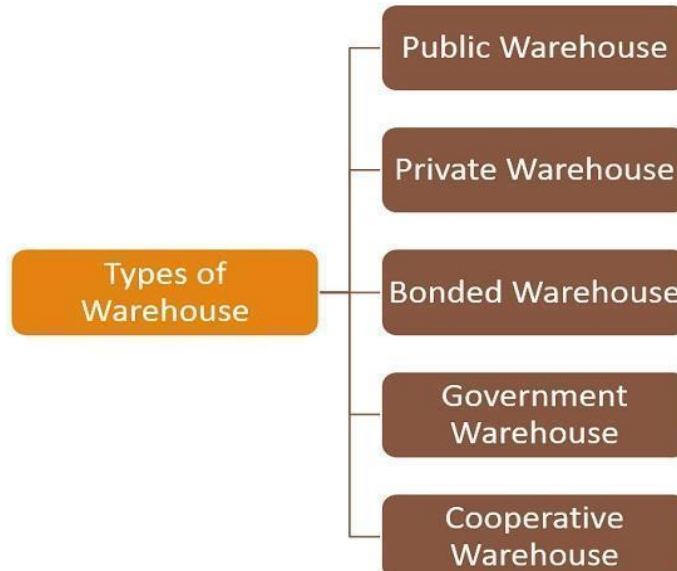 Public Warehouse
Private Warehouse
Types of
Warehouse
Bonded Warehouse
Government
Warehouse
Cooperative
Warehouse